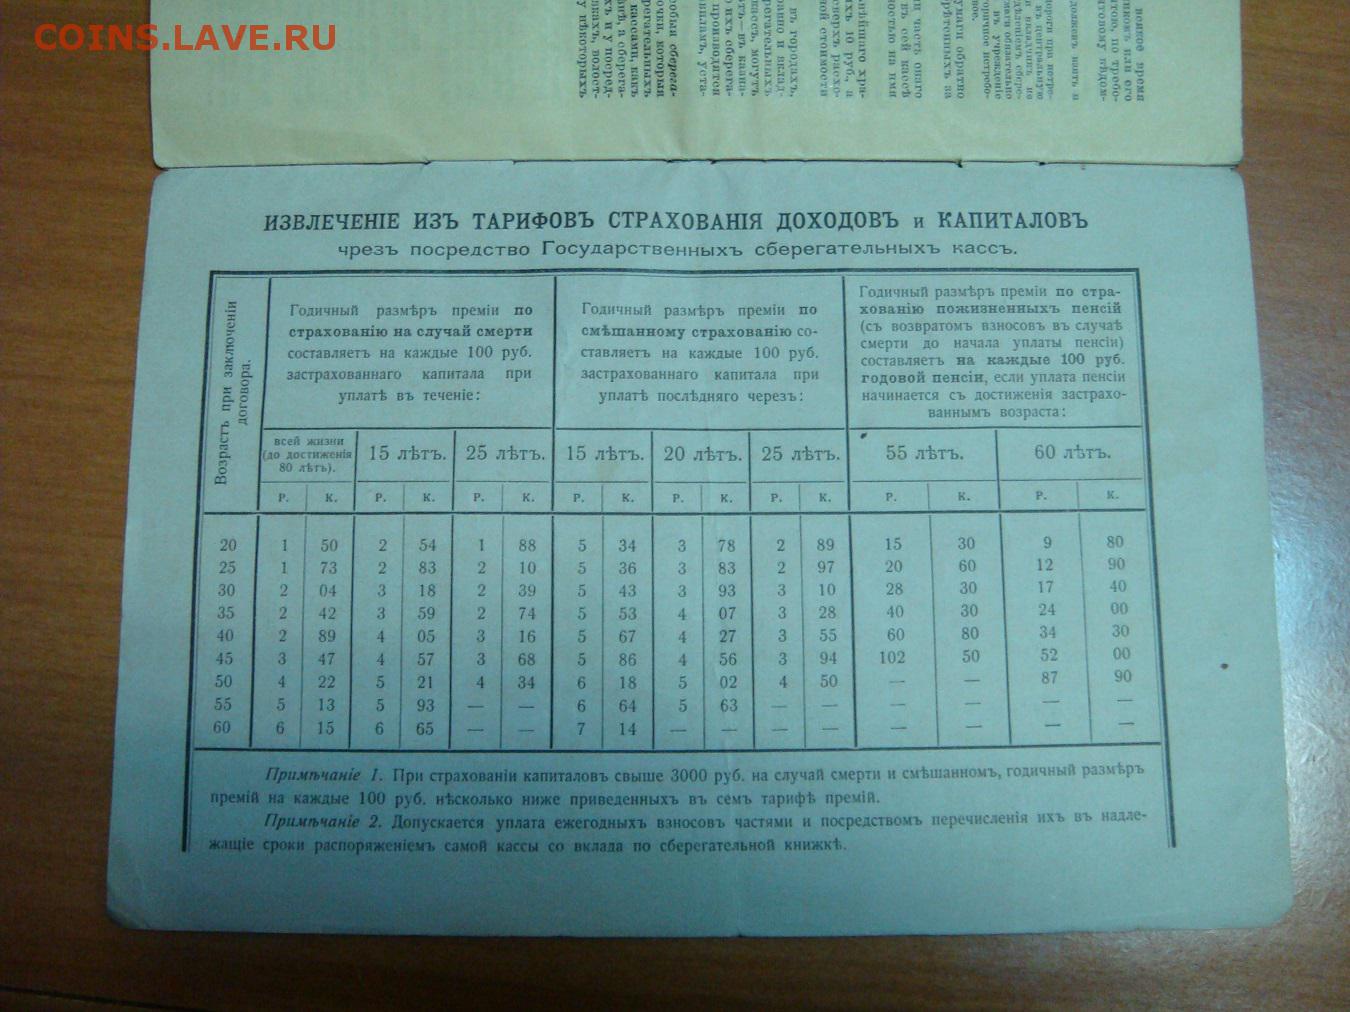 COINS.LAVE.RU
ИЗВЛЕЧЕНІЕ ИЗЪ ТАРИФОВЪ СТРАХОВАНІЯ ДОХОДОВЪ и КАПИТАЛОВЪ
чрезъ посредство Государственныхъ сберегательныхъ кассъ.
Возрастъ при заключеніи
договора.
Годичный размѣръ преміи по
страхованію на случай смерти
составляетъ на каждые 100 руб.
застрахованнаго капитала при
уплатѣ въ теченіе:
Годичный размѣръ преміи по
смѣшанному страхованію со-
ставляетъ на каждые 100 руб.
застрахованнаго капитала при
уплатѣ послѣдняго черезъ:
Годичный размѣръ преміи по стра-
хованію пожизненныхъ пенсій
(съ возвратомъ взносовъ въ случаѣ
смерти до начала уплаты пенсіи)
составляетъ на каждые 100 руб.
годовой пенсіи, если уплата пенсіи
начинается съ достиженія застрахо-
ваннымъ возраста:
всей жизни
(до достиженія
80 лѣтъ).
15 лѣтъ. 25 лѣтъ. 15 лѣтъ. 20 лѣтъ. 25 лѣтъ. 55 лѣтъ. 60 лѣтъ.
Р. К. Р. К. Р. К. Р. К. Р. К. Р. К. Р. К. Р. К.
20 1 50 2 54 1 88 5 34 3 78 2 89 15 30 9 80
25 1 73 2 83 2 10 5 36 3 83 2 97 20 60 12 90
30 2 04 3 18 2 39 5 43 3 93 3 10 28 30 17 40
35 2 42 3 59 2 74 5 53 4 07 3 28 40 30 24 00
40 2 89 4 05 3 16 5 67 4 27 3 55 60 80 34 30
45 3 47 4 57 3 68 5 86 4 56 3 94 102 50 52 00
50 4 22 5 21 4 34 6 18 5 02 4 50 — — 87 90
55 5 13 5 93 — — 6 64 5 63 — — — — — —
60 6 15 6 65 — — 7 14 — — — — — — — —
Примѣчаніе 1. При страхованіи капиталовъ свыше 3000 руб. на случай смерти и смѣшанномъ, годичный размѣръ
премій на каждые 100 руб. нѣсколько ниже приведенныхъ въ семъ тарифѣ премій.
Примѣчаніе 2. Допускается уплата ежегодныхъ взносовъ частями и посредствомъ перечисленія ихъ въ надле-
жащіе сроки распоряженіемъ самой кассы со вклада по сберегательной книжкѣ.